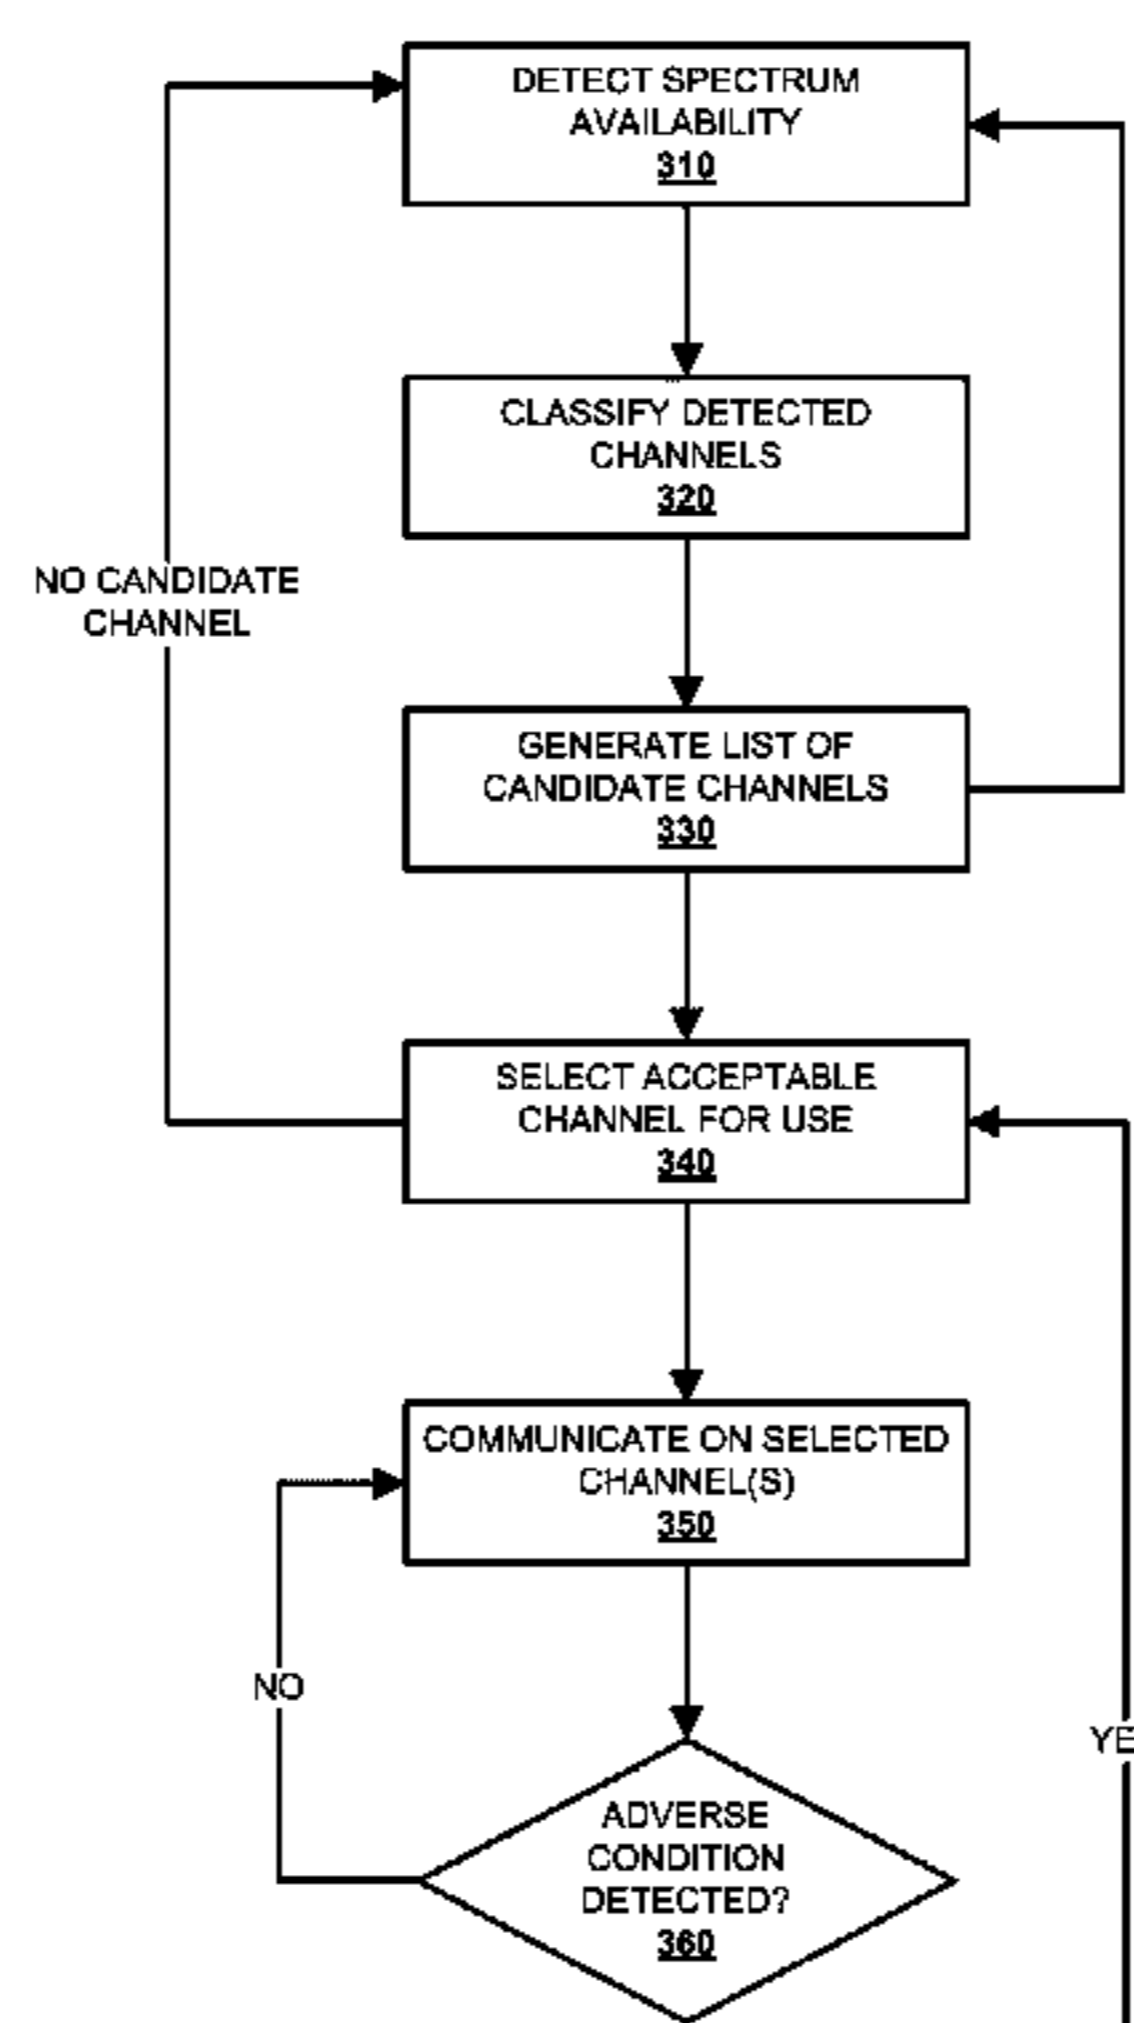 DETECT SPECTRUM
AVAILABILITY
310
CLASSIFY DETECTED
CHANNELS
320
NO CANDIDATE
CHANNEL
GENERATE LIST OF
CANDIDATE CHANNELS
330
SELECT ACCEPTABLE
CHANNEL FOR USE
340
COMMUNICATE ON SELECTED
CHANNEL(S)
350
NO
YE
ADVERSE
CONDITION
DETECTED?
360